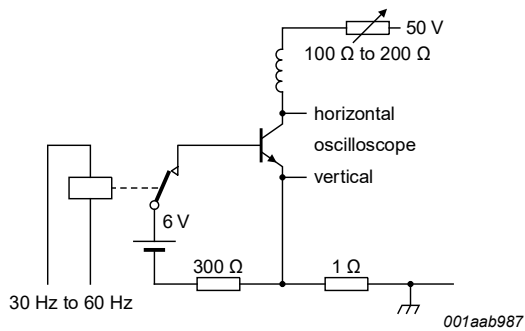 50 V
100 Ω to 200 Ω
horizontal
oscilloscope
vertical
6 V
300 Ω
1 Ω
30 Hz to 60 Hz
001aab987